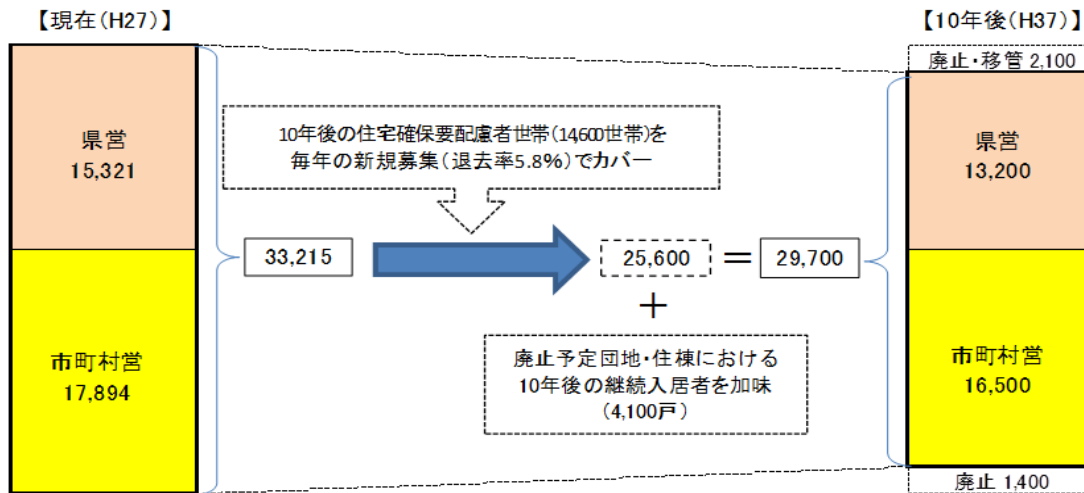 【現在(H27)】
県営
15,321
市町村営
17,894
10年後の住宅確保要配慮者世帯(14600世帯)を
毎年の新規募集(退去率5.8%)でカバー
33,215
25,600
=
29,700
+
廃止予定団地・住棟における
10年後の継続入居者を加味
(4,100戸)
【10年後(H37)】
廃止・移管 2,100
県営
13,200
市町村営
16,500
廃止 1,400